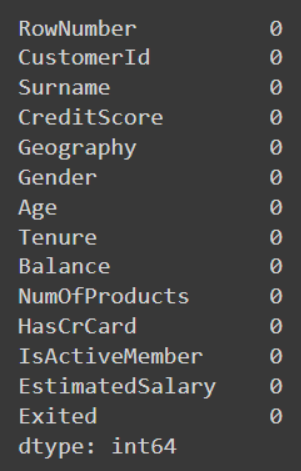 RowNumber 0
CustomerId 0
Surname 0
CreditScore 0
Geography 0
Gender 0
Age 0
Tenure 0
Balance 0
NumOfProducts 0
HasCrCard 0
IsActiveMember 0
EstimatedSalary 0
Exited 0
dtype: int64